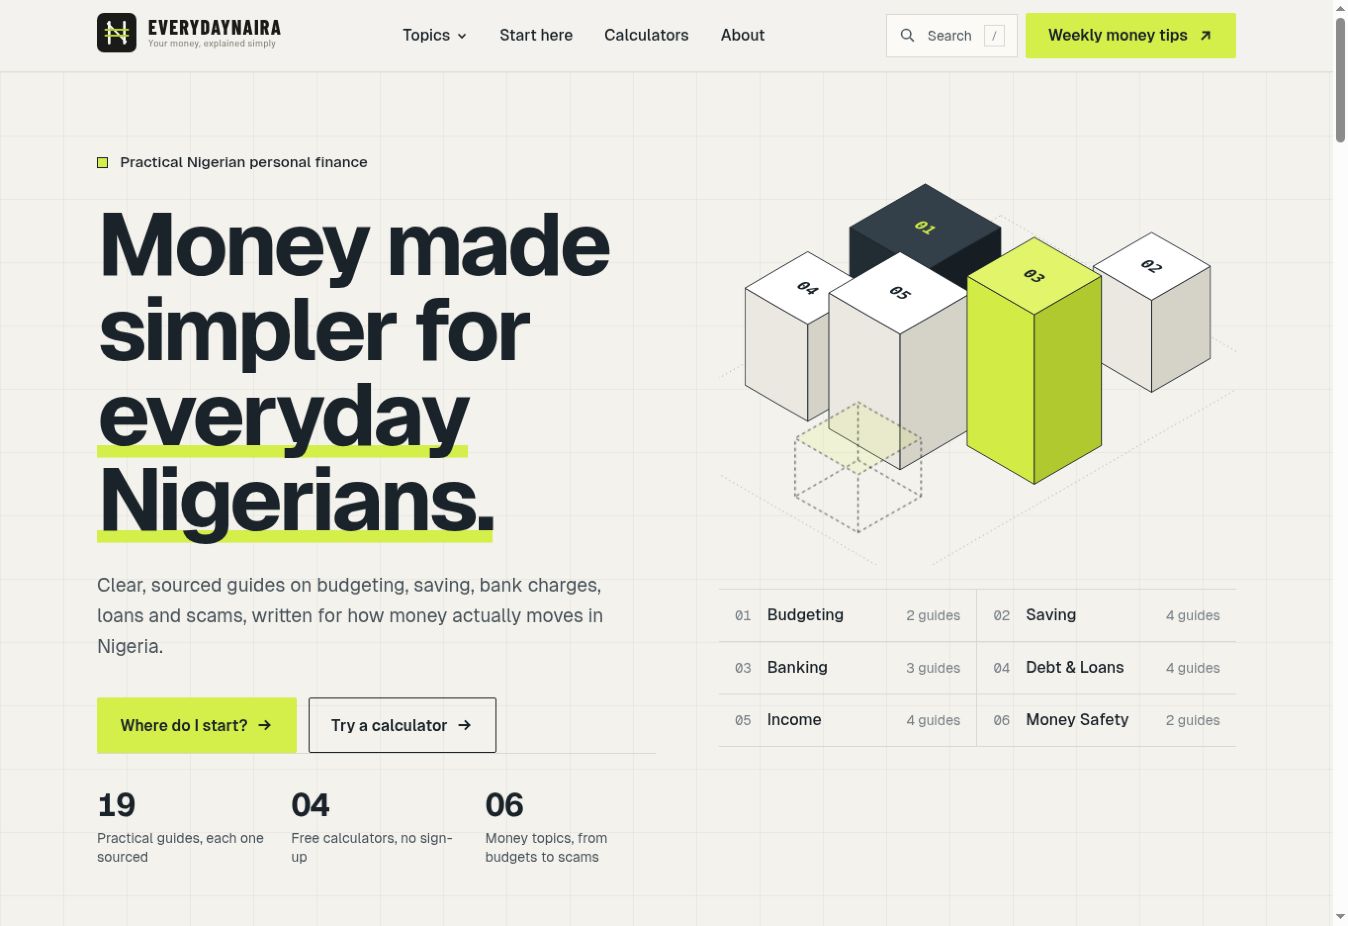 EVERYDAYNAIRA
Your money, explained simply
Topics
Start here
Calculators
About
Search
/
Weekly money tips
Practical Nigerian personal finance
Money made
simpler for
everyday
Nigerians.
Clear, sourced guides on budgeting, saving, bank charges,
loans and scams, written for how money actually moves in
Nigeria.
Where do I start?
Try a calculator
19
Practical guides, each one
sourced
04
Free calculators, no sign-
up
06
Money topics, from
budgets to scams
01
02
03
04
05
01 Budgeting 2 guides
02 Saving 4 guides
03 Banking 3 guides
04 Debt & Loans 4 guides
05 Income 4 guides
06 Money Safety 2 guides